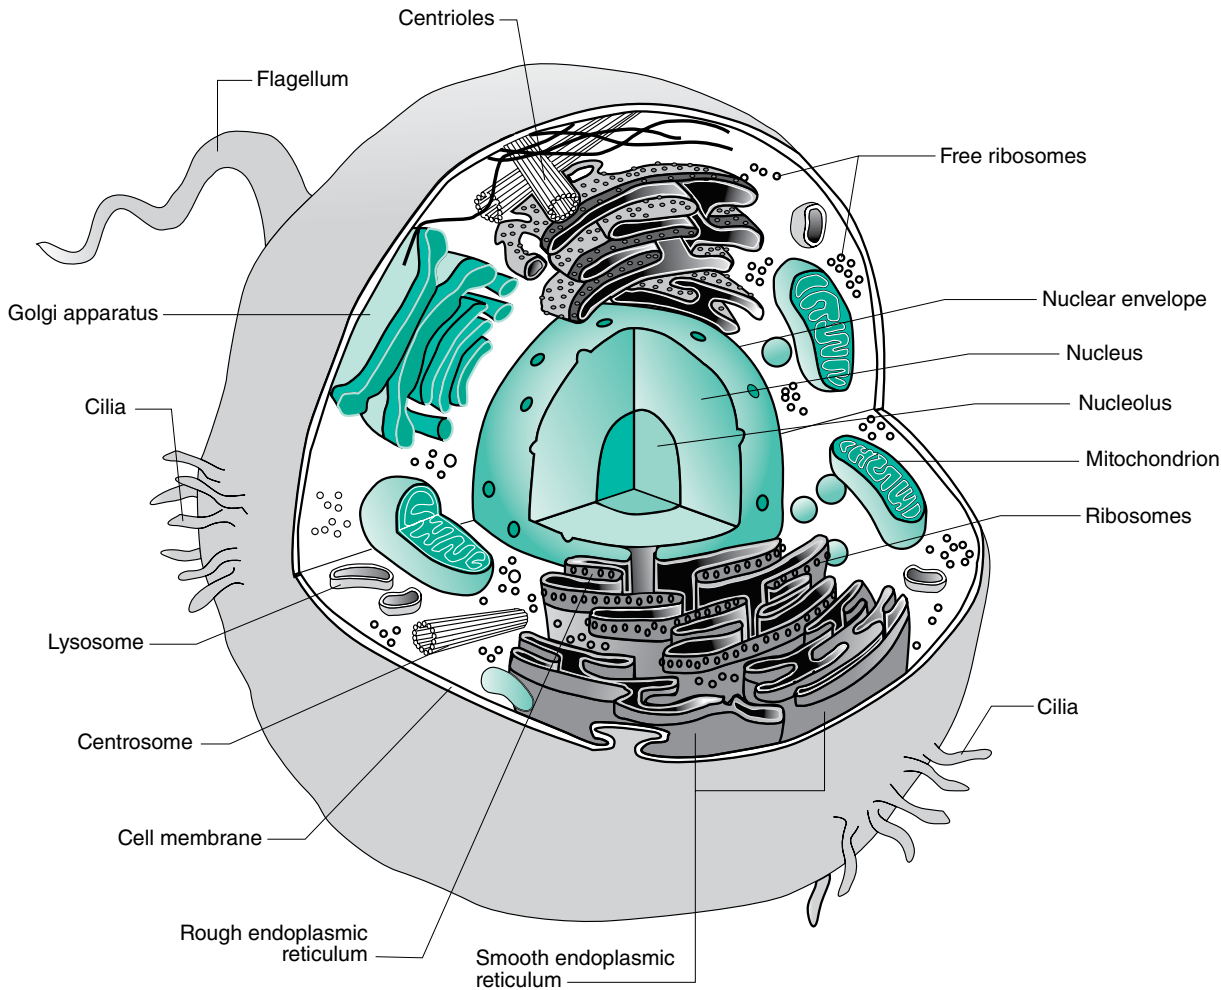 Centrioles
Flagellum
Free ribosomes
Nuclear envelope
Golgi apparatus
Nucleus
Cilia
Nucleolus
Mitochondrion
Ribosomes
Lysosome
Cilia
Centrosome
Cell membrane
Rough endoplasmic
reticulum
Smooth endoplasmic
reticulum